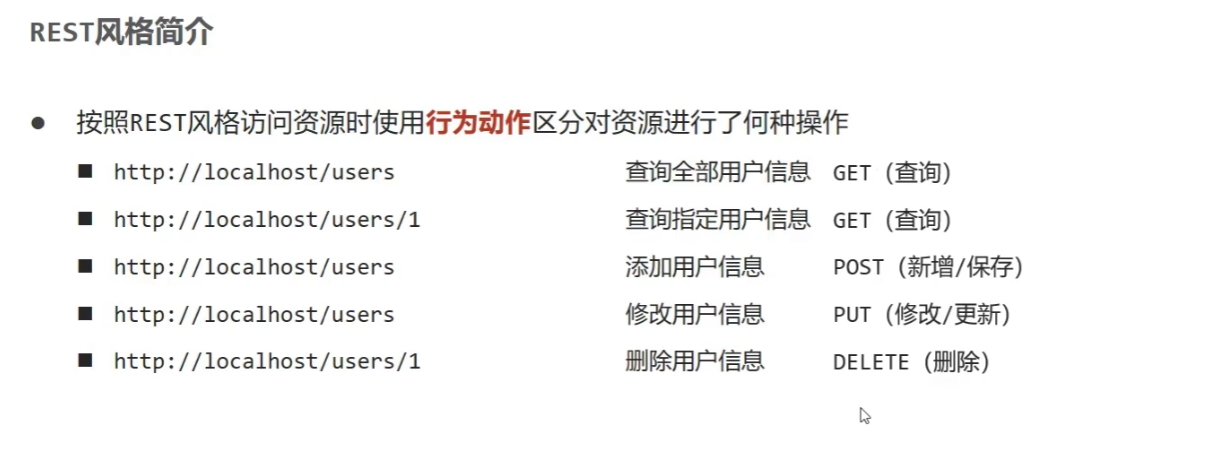 REST风格简介
按照REST风格访问资源时使用行为动作区分对资源进行了何种操作
http://localhost/users 查询全部用户信息 GET（查询）
http://localhost/users/1 查询指定用户信息 GET（查询）
http://localhost/users 添加用户信息 POST（新增/保存）
http://localhost/users 修改用户信息 PUT（修改/更新）
http://localhost/users/1 删除用户信息 DELETE（删除）